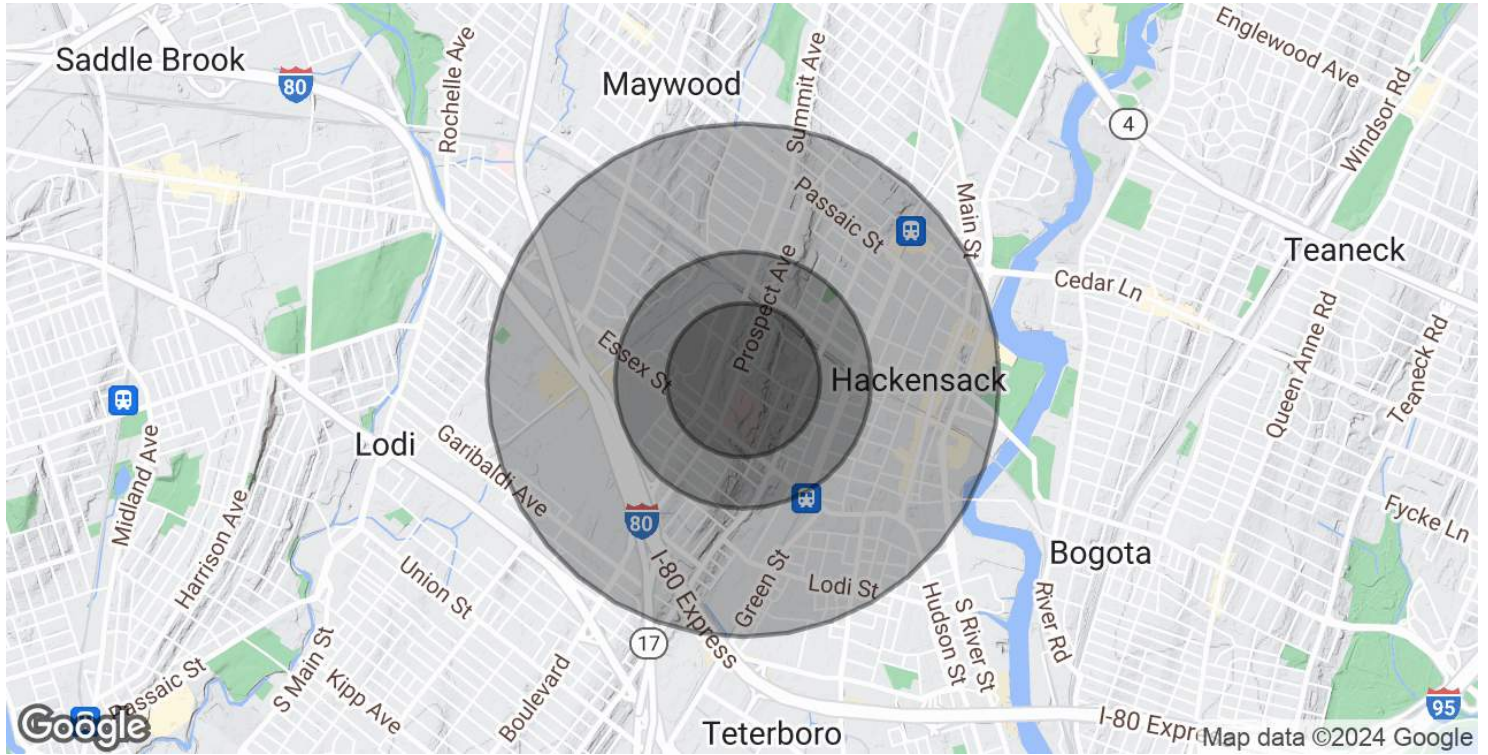 Saddle Brook
80
Rochelle Ave
Maywood
Summit Ave
Englewood Ave
Windsor Rd
4
Passaic St
Main St
Teaneck
Cedar Ln
Prospect Ave
Queen Anne Rd
Teaneck Rd
Essex St
Hackensack
Lodi
Garibaldi Ave
Midland Ave
Harrison Ave
80
Fycke Ln
Bogota
I-80 Express
Green St
Lodi St
Union St
Hudson St
S River St
River Rd
17
Passaic St
S Main St
Kipp Ave
Boulevard
Teterboro
I-80 Expre
95
Google
Map data ©2024 Google